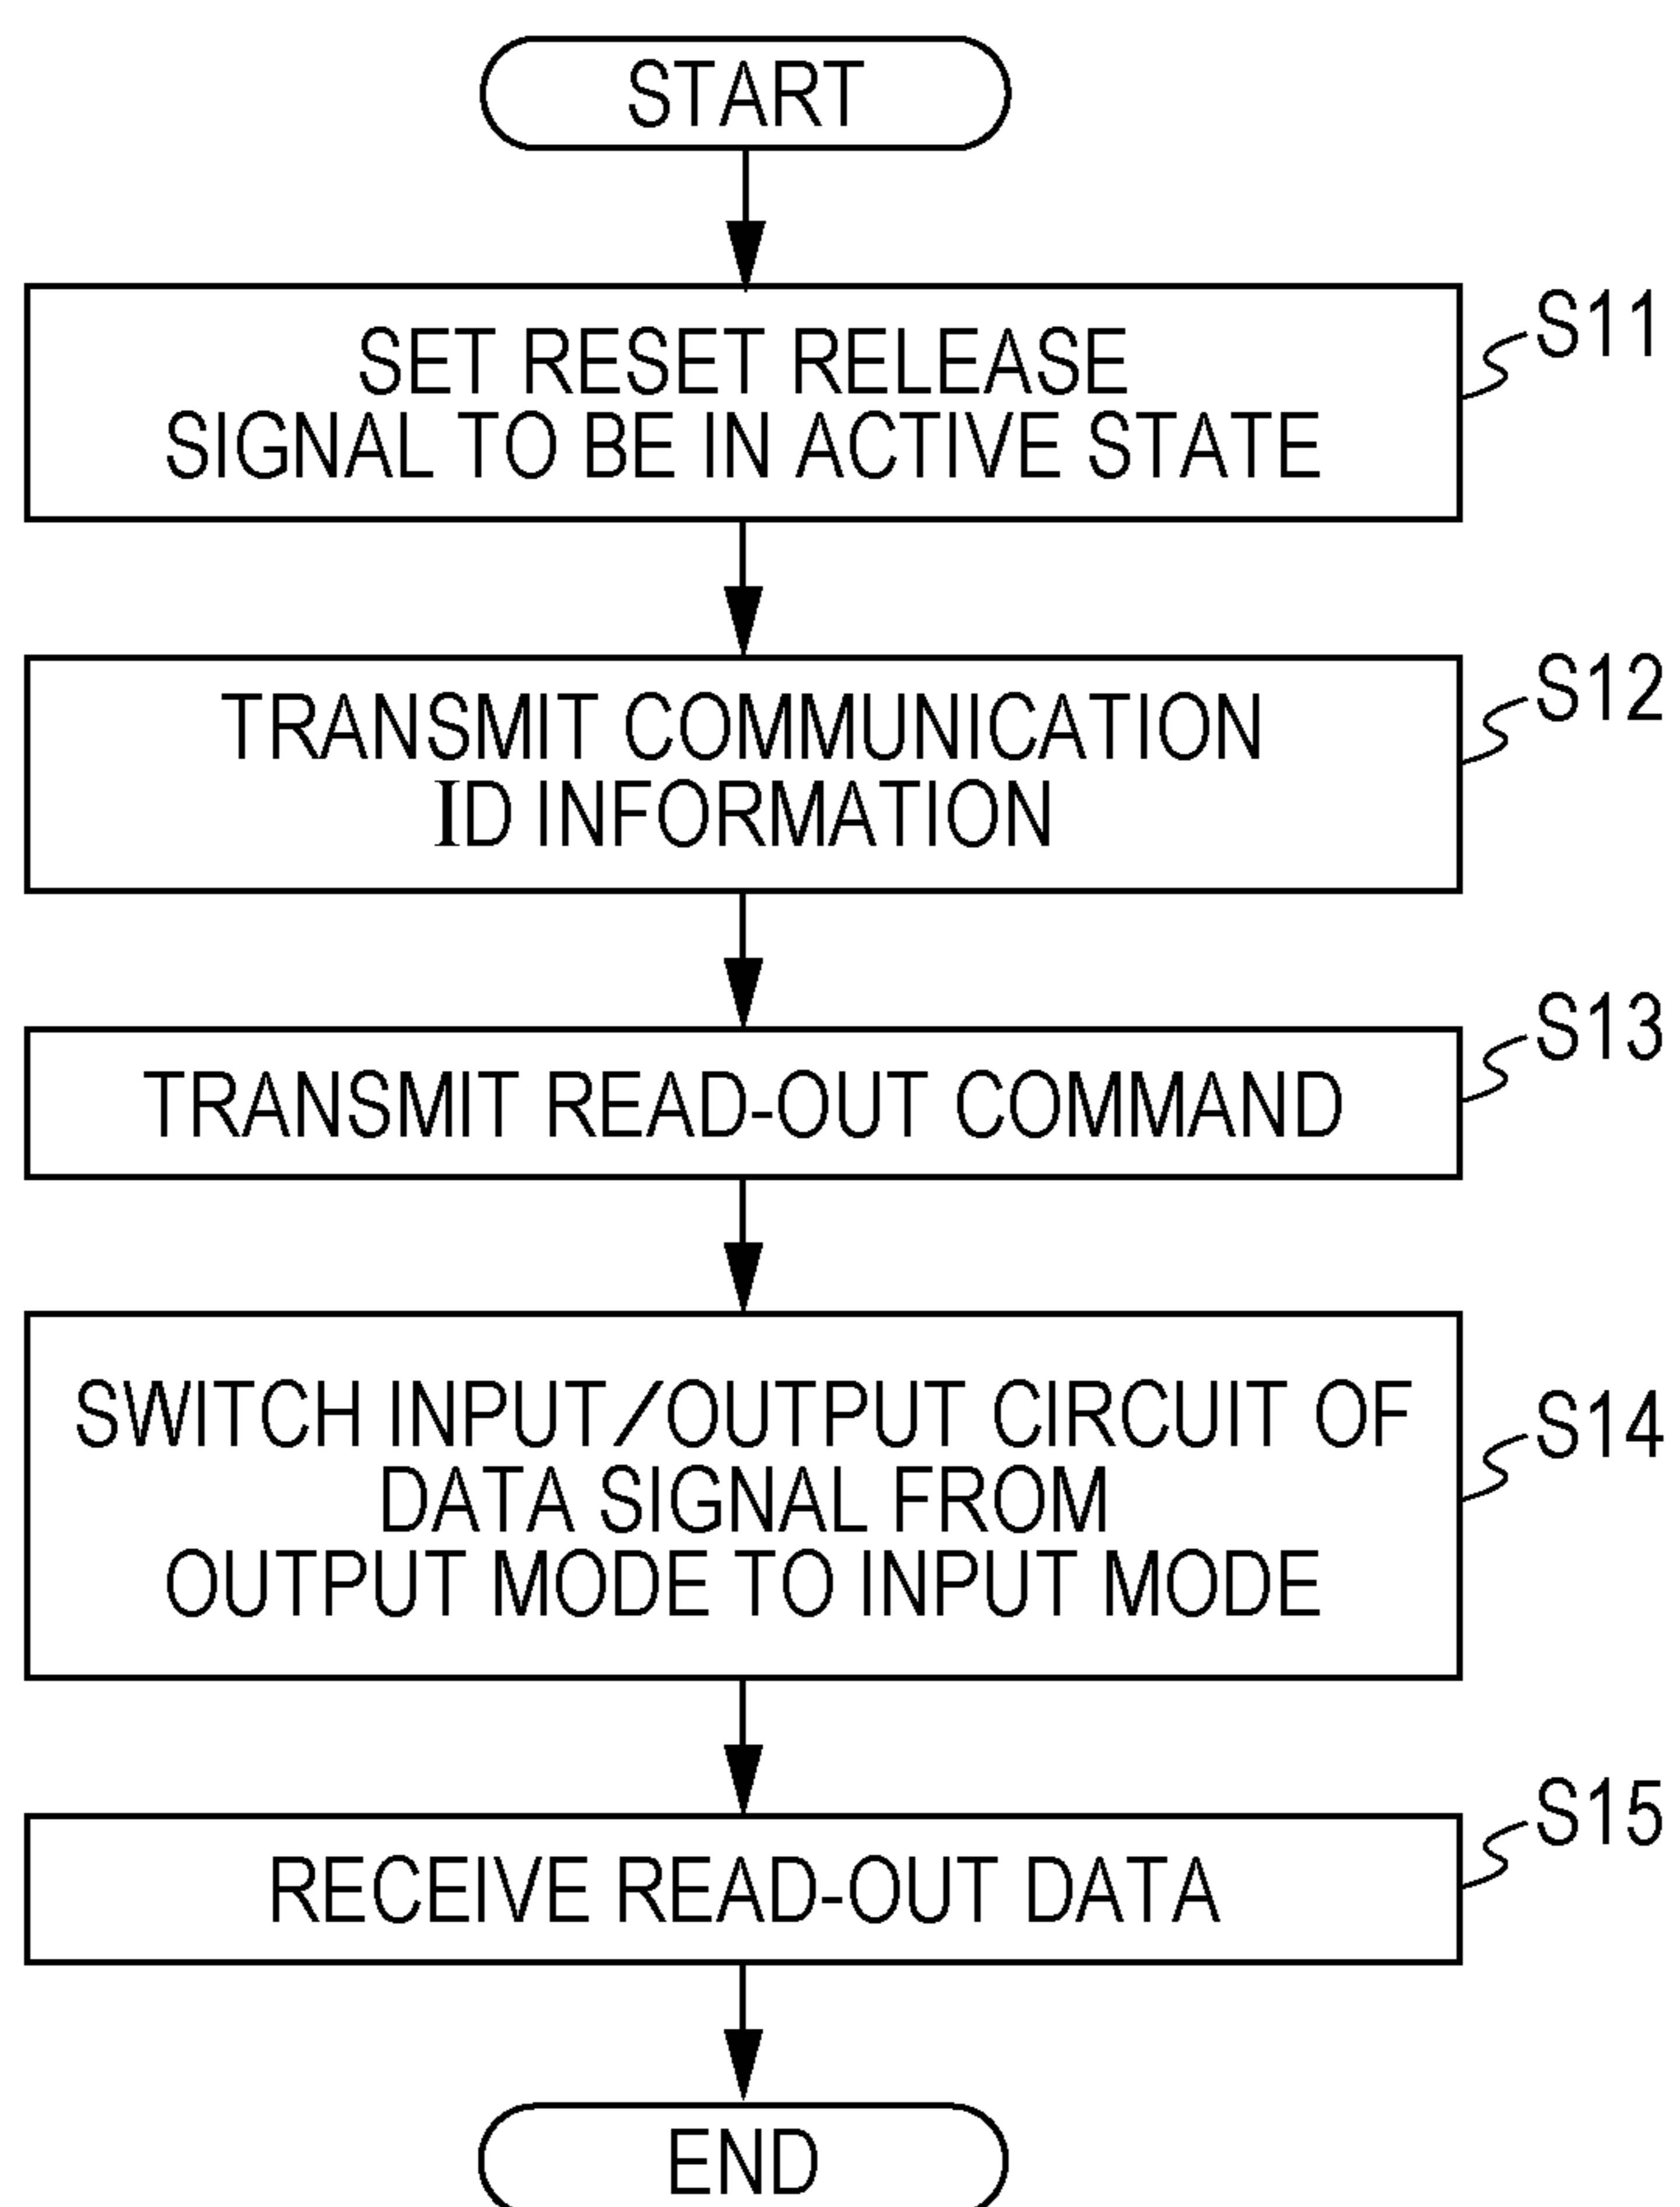 START
SET RESET RELEASE
SIGNAL TO BE IN ACTIVE STATE
S11
TRANSMIT COMMUNICATION
ID INFORMATION
S12
TRANSMIT READ-OUT COMMAND
S13
SWITCH INPUT/OUTPUT CIRCUIT OF
DATA SIGNAL FROM
OUTPUT MODE TO INPUT MODE
S14
RECEIVE READ-OUT DATA
S15
END